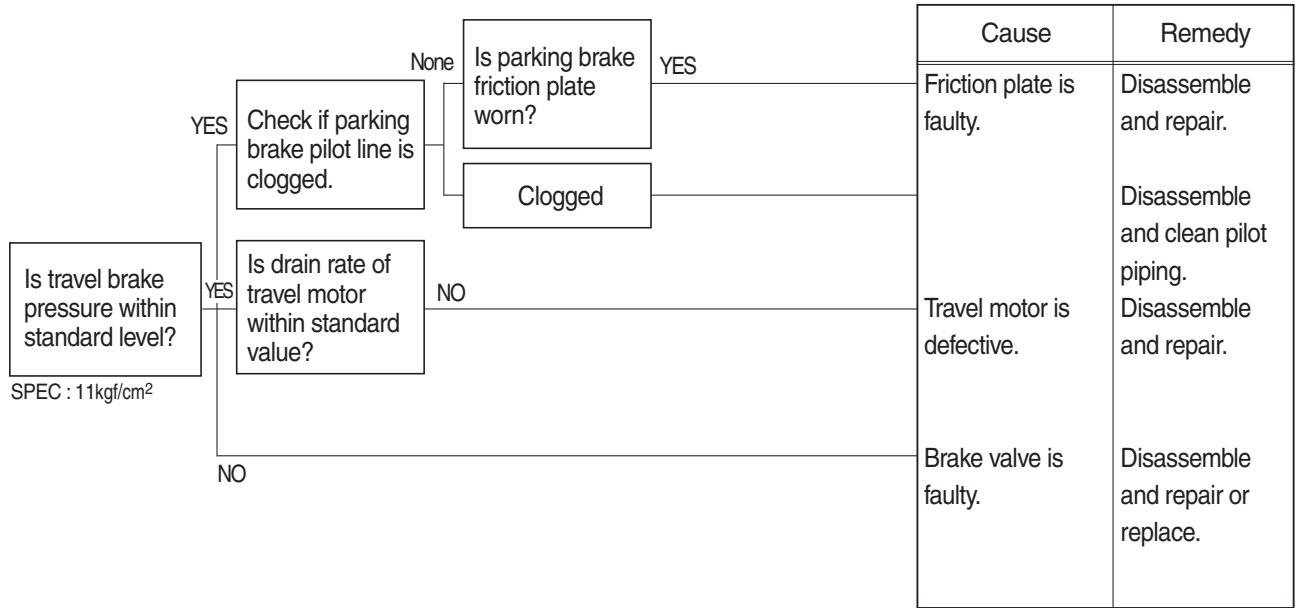 Cause
Remedy
None
Is parking brake
friction plate
worn?
YES
Friction plate is
faulty.
Disassemble
and repair.
YES
Check if parking
brake pilot line is
clogged.
Clogged
Disassemble
and clean pilot
piping.
Is travel brake
pressure within
standard level?
SPEC : 11kgf/cm²
YES
Is drain rate of
travel motor
within standard
value?
NO
Travel motor is
defective.
Disassemble
and repair.
NO
Brake valve is
faulty.
Disassemble
and repair or
replace.